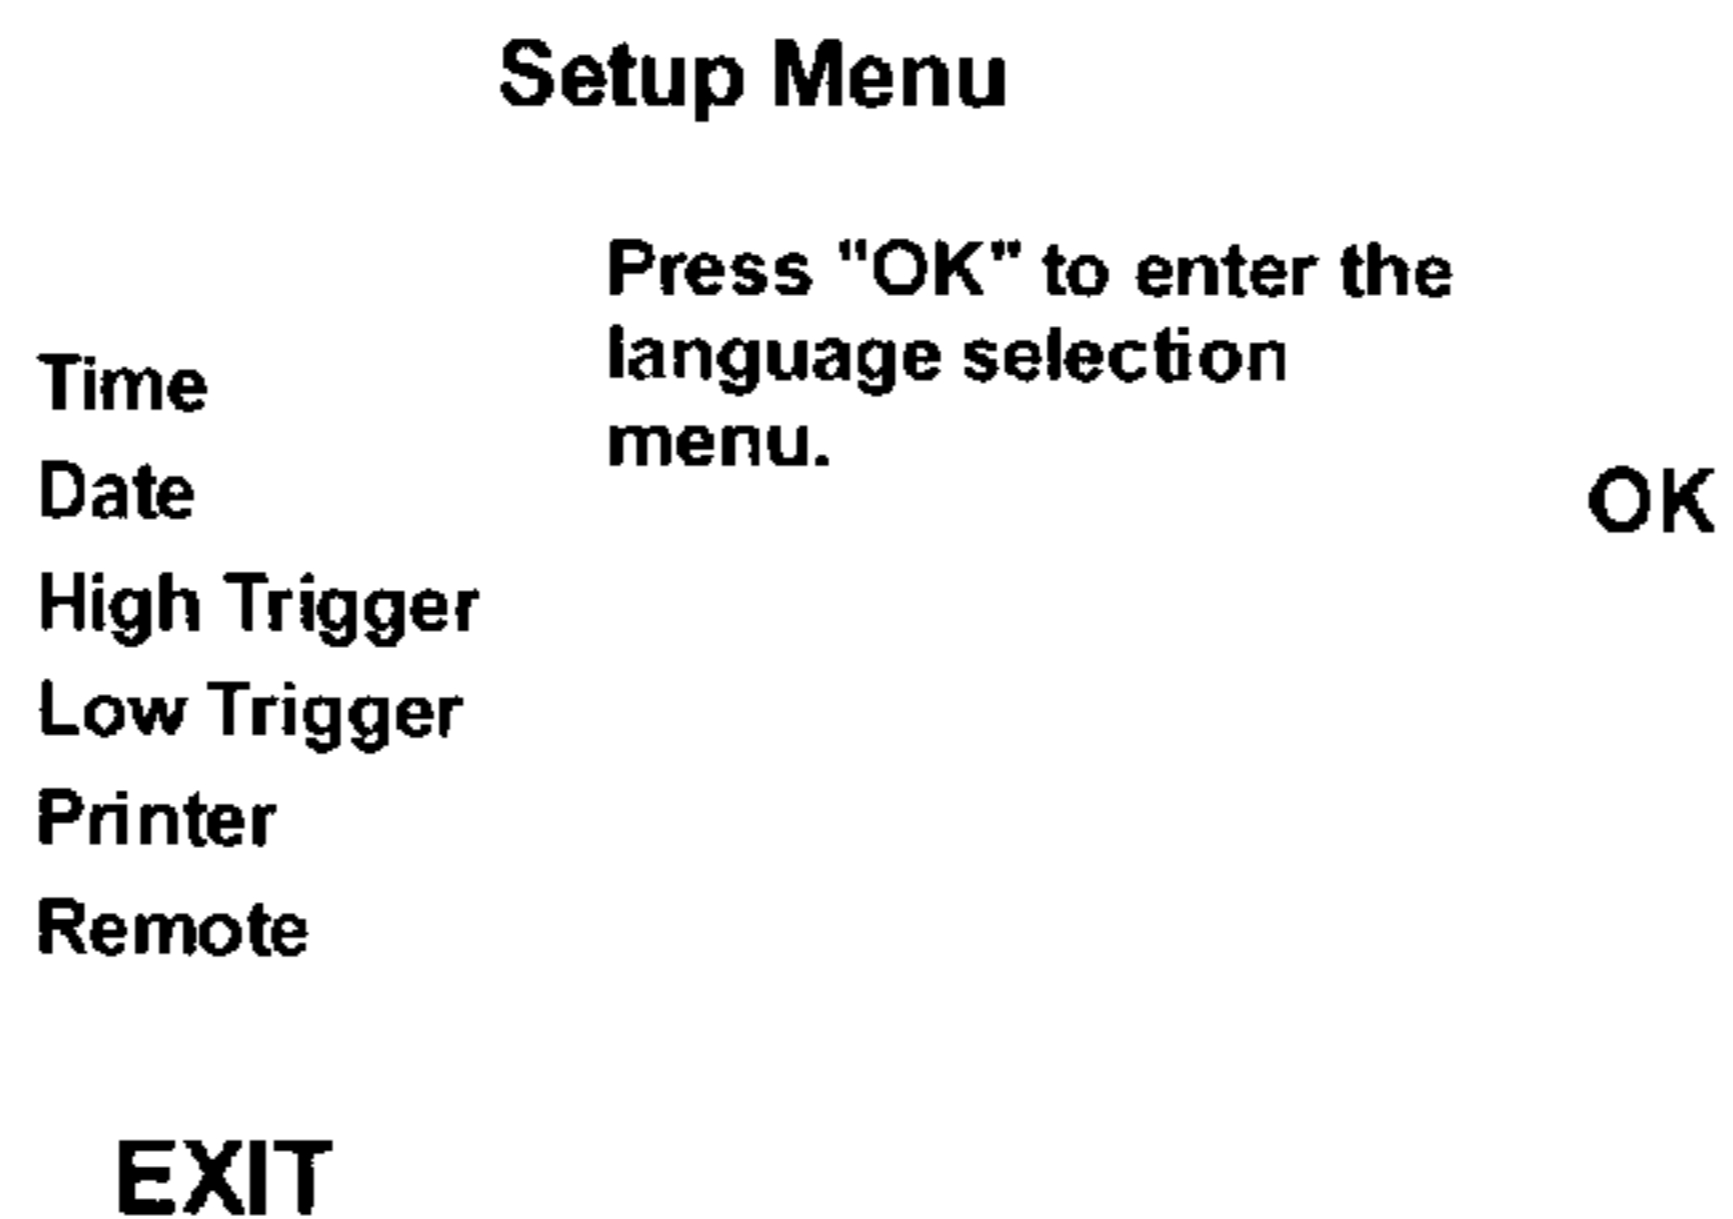 Setup Menu
Press "OK" to enter the
language selection
menu.
Time
Date
High Trigger
Low Trigger
Printer
Remote
OK
EXIT